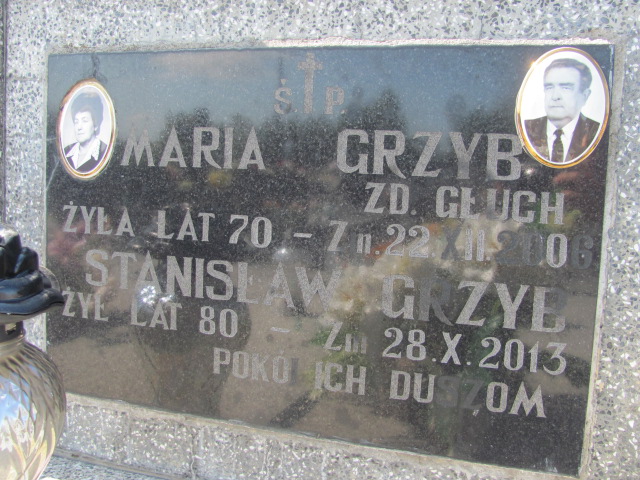 Ś P
MARIA GRZYB
ZD. GŁUCH
ŻYŁA LAT 70 - Zm. 22.XII.2006
STANISŁAW GRZYB
ŻYŁ LAT 80 - Zm 28.X.2013
POKÓJ ICH DUSZOM